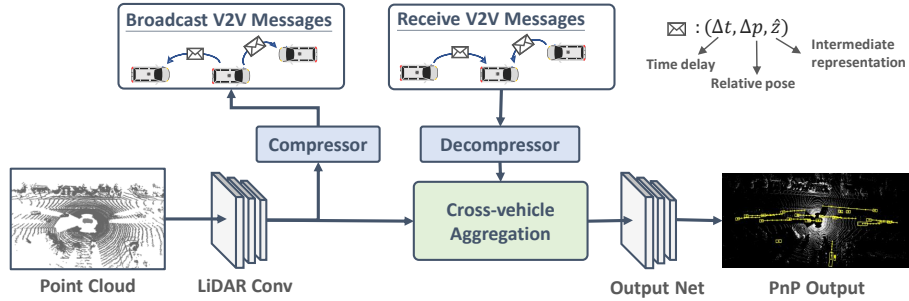 Broadcast V2V Messages
Receive V2V Messages
: (Δt, Δp, ẑ)
Time delay
Intermediate
representation
Relative pose
Compressor
Decompressor
Cross-vehicle
Aggregation
Point Cloud
LiDAR Conv
Output Net
PnP Output